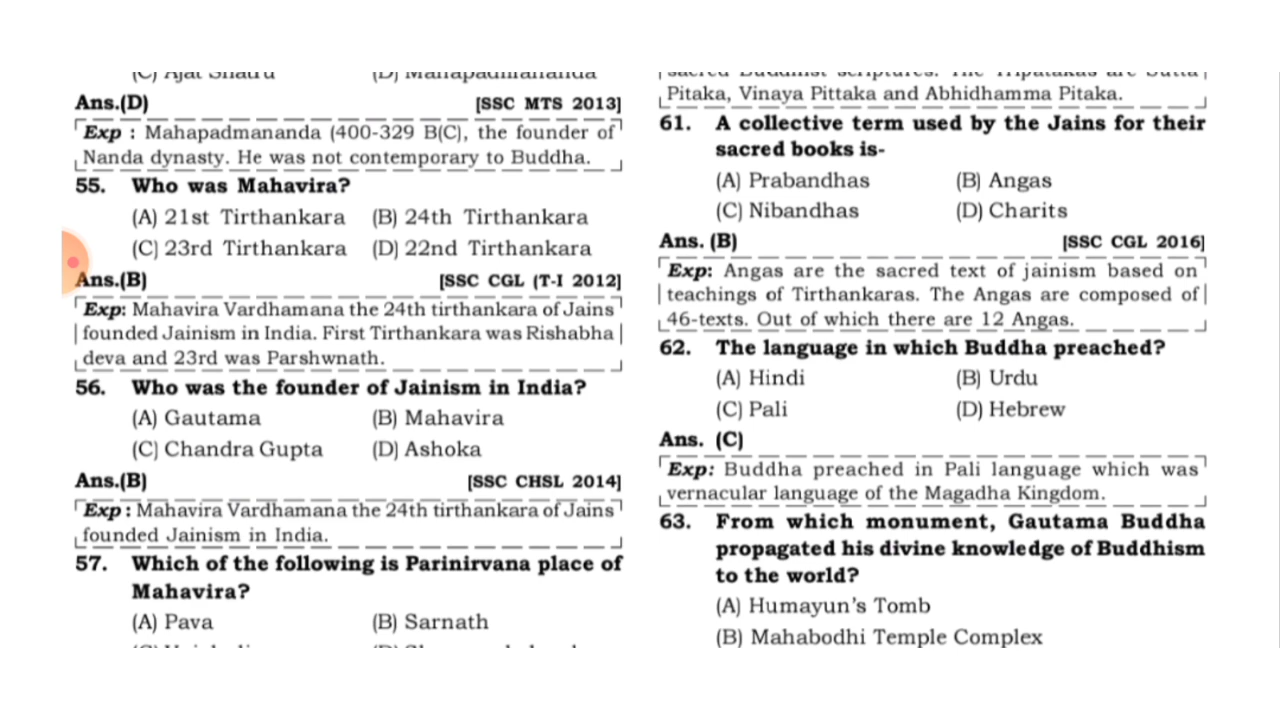 Ans.(D) [SSC MTS 2013]
Exp : Mahapadmananda (400-329 B(C), the founder of
Nanda dynasty. He was not contemporary to Buddha.
55. Who was Mahavira?
(A) 21st Tirthankara (B) 24th Tirthankara
(C) 23rd Tirthankara (D) 22nd Tirthankara
Ans.(B) [SSC CGL (T-I 2012]
Exp: Mahavira Vardhamana the 24th tirthankara of Jains
founded Jainism in India. First Tirthankara was Rishabha
deva and 23rd was Parshwnath.
56. Who was the founder of Jainism in India?
(A) Gautama (B) Mahavira
(C) Chandra Gupta (D) Ashoka
Ans.(B) [SSC CHSL 2014]
Exp : Mahavira Vardhamana the 24th tirthankara of Jains
founded Jainism in India.
57. Which of the following is Parinirvana place of
Mahavira?
(A) Pava (B) Sarnath
Pitaka, Vinaya Pittaka and Abhidhamma Pitaka.
61. A collective term used by the Jains for their
sacred books is-
(A) Prabandhas (B) Angas
(C) Nibandhas (D) Charits
Ans. (B) [SSC CGL 2016]
Exp: Angas are the sacred text of jainism based on
teachings of Tirthankaras. The Angas are composed of
46-texts. Out of which there are 12 Angas.
62. The language in which Buddha preached?
(A) Hindi (B) Urdu
(C) Pali (D) Hebrew
Ans. (C)
Exp: Buddha preached in Pali language which was
vernacular language of the Magadha Kingdom.
63. From which monument, Gautama Buddha
propagated his divine knowledge of Buddhism
to the world?
(A) Humayun's Tomb
(B) Mahabodhi Temple Complex